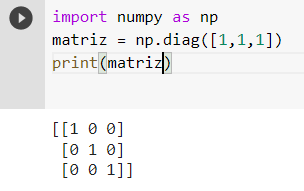 import numpy as np
matriz = np.diag([1,1,1])
print(matriz)
[[1 0 0]
 [0 1 0]
 [0 0 1]]